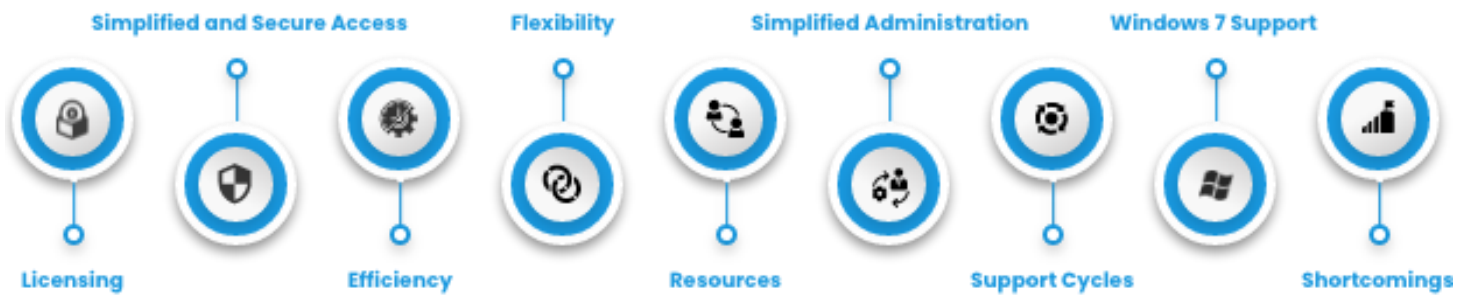 Simplified and Secure Access
Flexibility
Simplified Administration
Windows 7 Support
Licensing
Efficiency
Resources
Support Cycles
Shortcomings